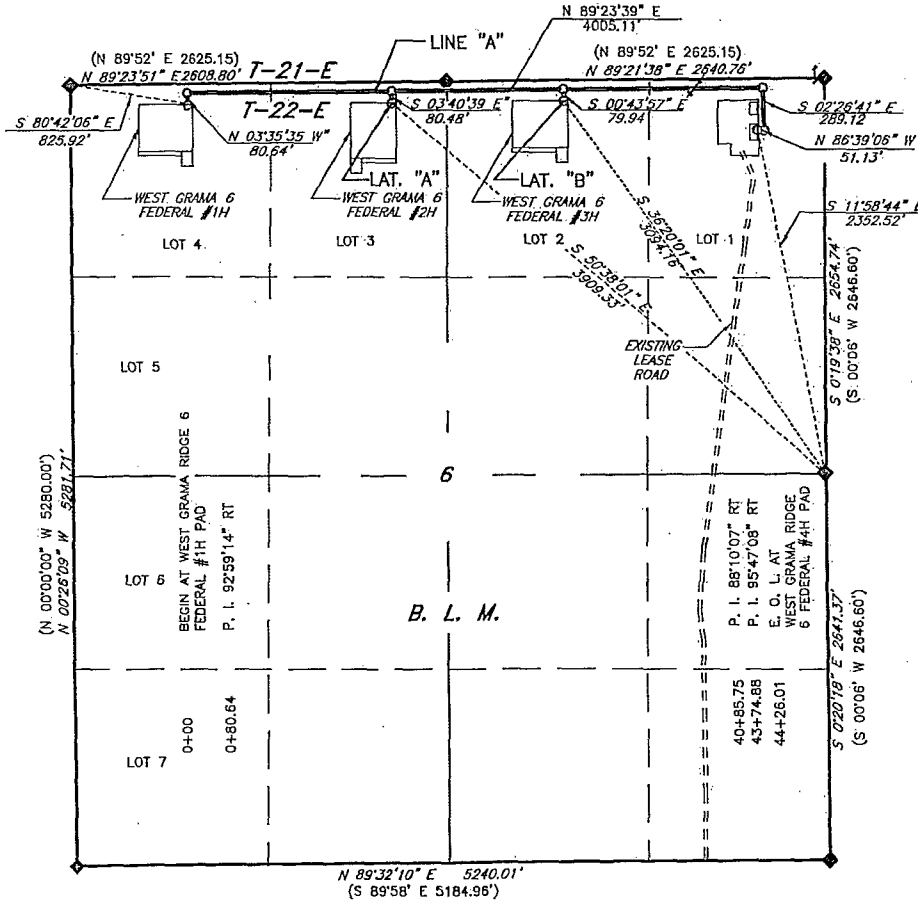 N 89°23'39" E
4005.11'
LINE "A"
(N 89°52' E 2625.15)
N 89°23'51" E 2608.80'
T-21-E
(N 89°52' E 2625.15)
N 89°21'38" E 2640.76'
T-22-E
S 80°42'06" E
825.92'
N 03°35'35 W"
80.64'
S 03°40'39 E"
80.48'
S 00°43'57" E
79.94
S 02°26'41" E
289.12
N 86°39'06" W
51.13'
LAT. "A"
LAT. "B"
WEST GRAMA 6
FEDERAL #1H
WEST GRAMA 6
FEDERAL #2H
WEST GRAMA 6
FEDERAL #3H
S 11°58'44" E
2352.52'
LOT 4
LOT 3
LOT 2
LOT 1
S 36°20'01" E
3094.16'
S 50°38'01" E
3909.33'
S 0°19'38" E 2654.74'
(S 00°06' W 2646.60')
EXISTING
LEASE
ROAD
LOT 5
6
(N 00°00'00" W 5280.00')
N 00°26'09" W 5281.71'
LOT 6
BEGIN AT WEST GRAMA RIDGE 6
FEDERAL #1H PAD
P. I. 92°59'14" RT
B. L. M.
P. I. 88°10'07" RT
P. I. 95°47'08" RT
E. O. L. AT
WEST GRAMA RIDGE
6 FEDERAL #4H PAD
S 0°20'18" E 2641.37'
(S 00°06' W 2646.60')
LOT 7
0+00
0+80.64
40+85.75
43+74.88
44+26.01
N 89°32'10" E 5240.01'
(S 89°58' E 5184.96')